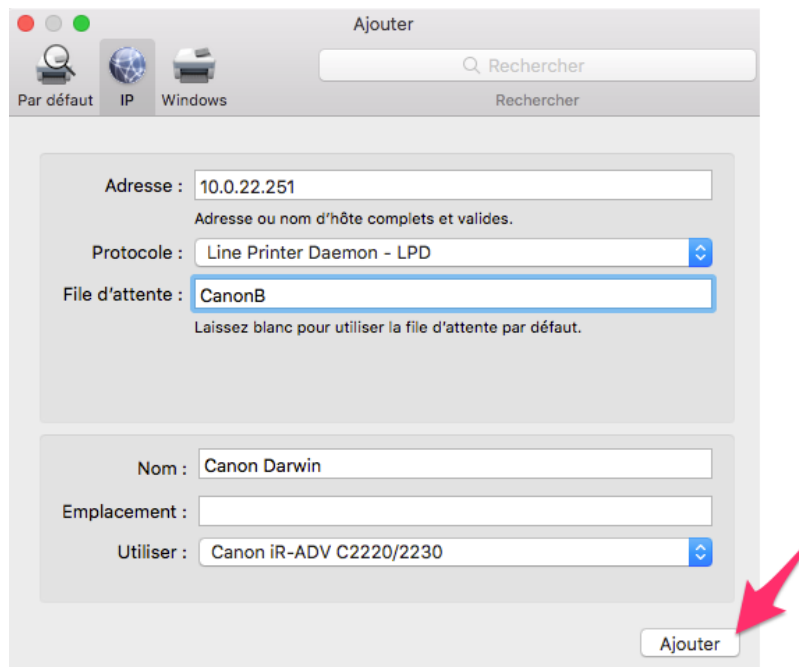 Ajouter
Rechercher
Par défaut IP Windows Rechercher
Adresse : 10.0.22.251
Adresse ou nom d'hôte complets et valides.
Protocole : Line Printer Daemon - LPD
File d'attente : CanonB
Laissez blanc pour utiliser la file d'attente par défaut.
Nom : Canon Darwin
Emplacement :
Utiliser : Canon iR-ADV C2220/2230
Ajouter